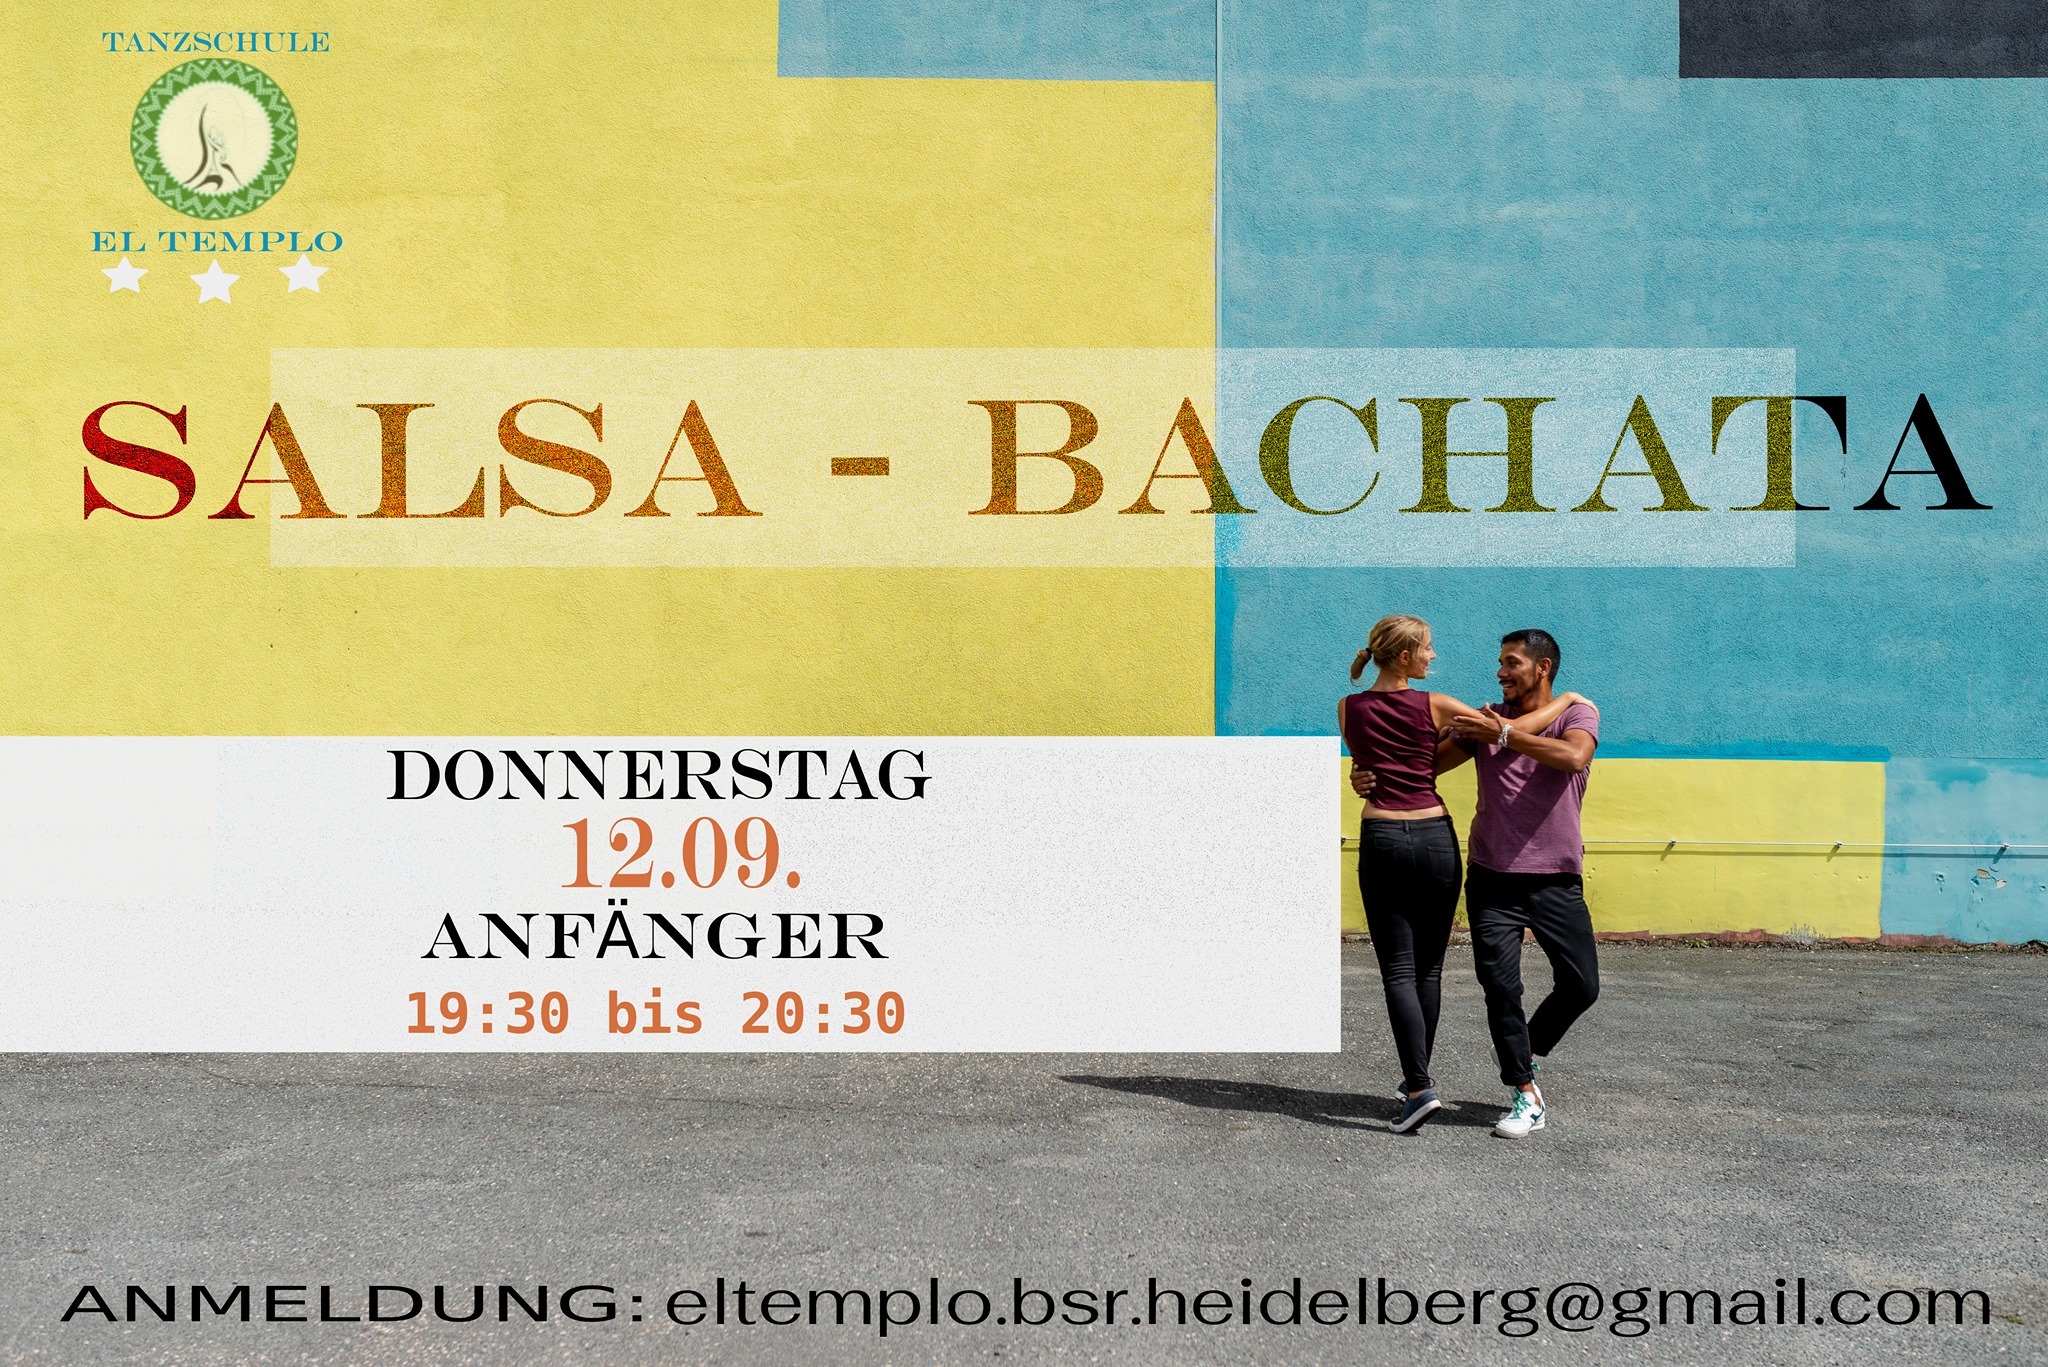 TANZSCHULE
EL TEMPLO
SALSA - BACHATA
DONNERSTAG
12.09.
ANFÄNGER
19:30 bis 20:30
ANMELDUNG: eltemplo.bsr.heidelberg@gmail.com